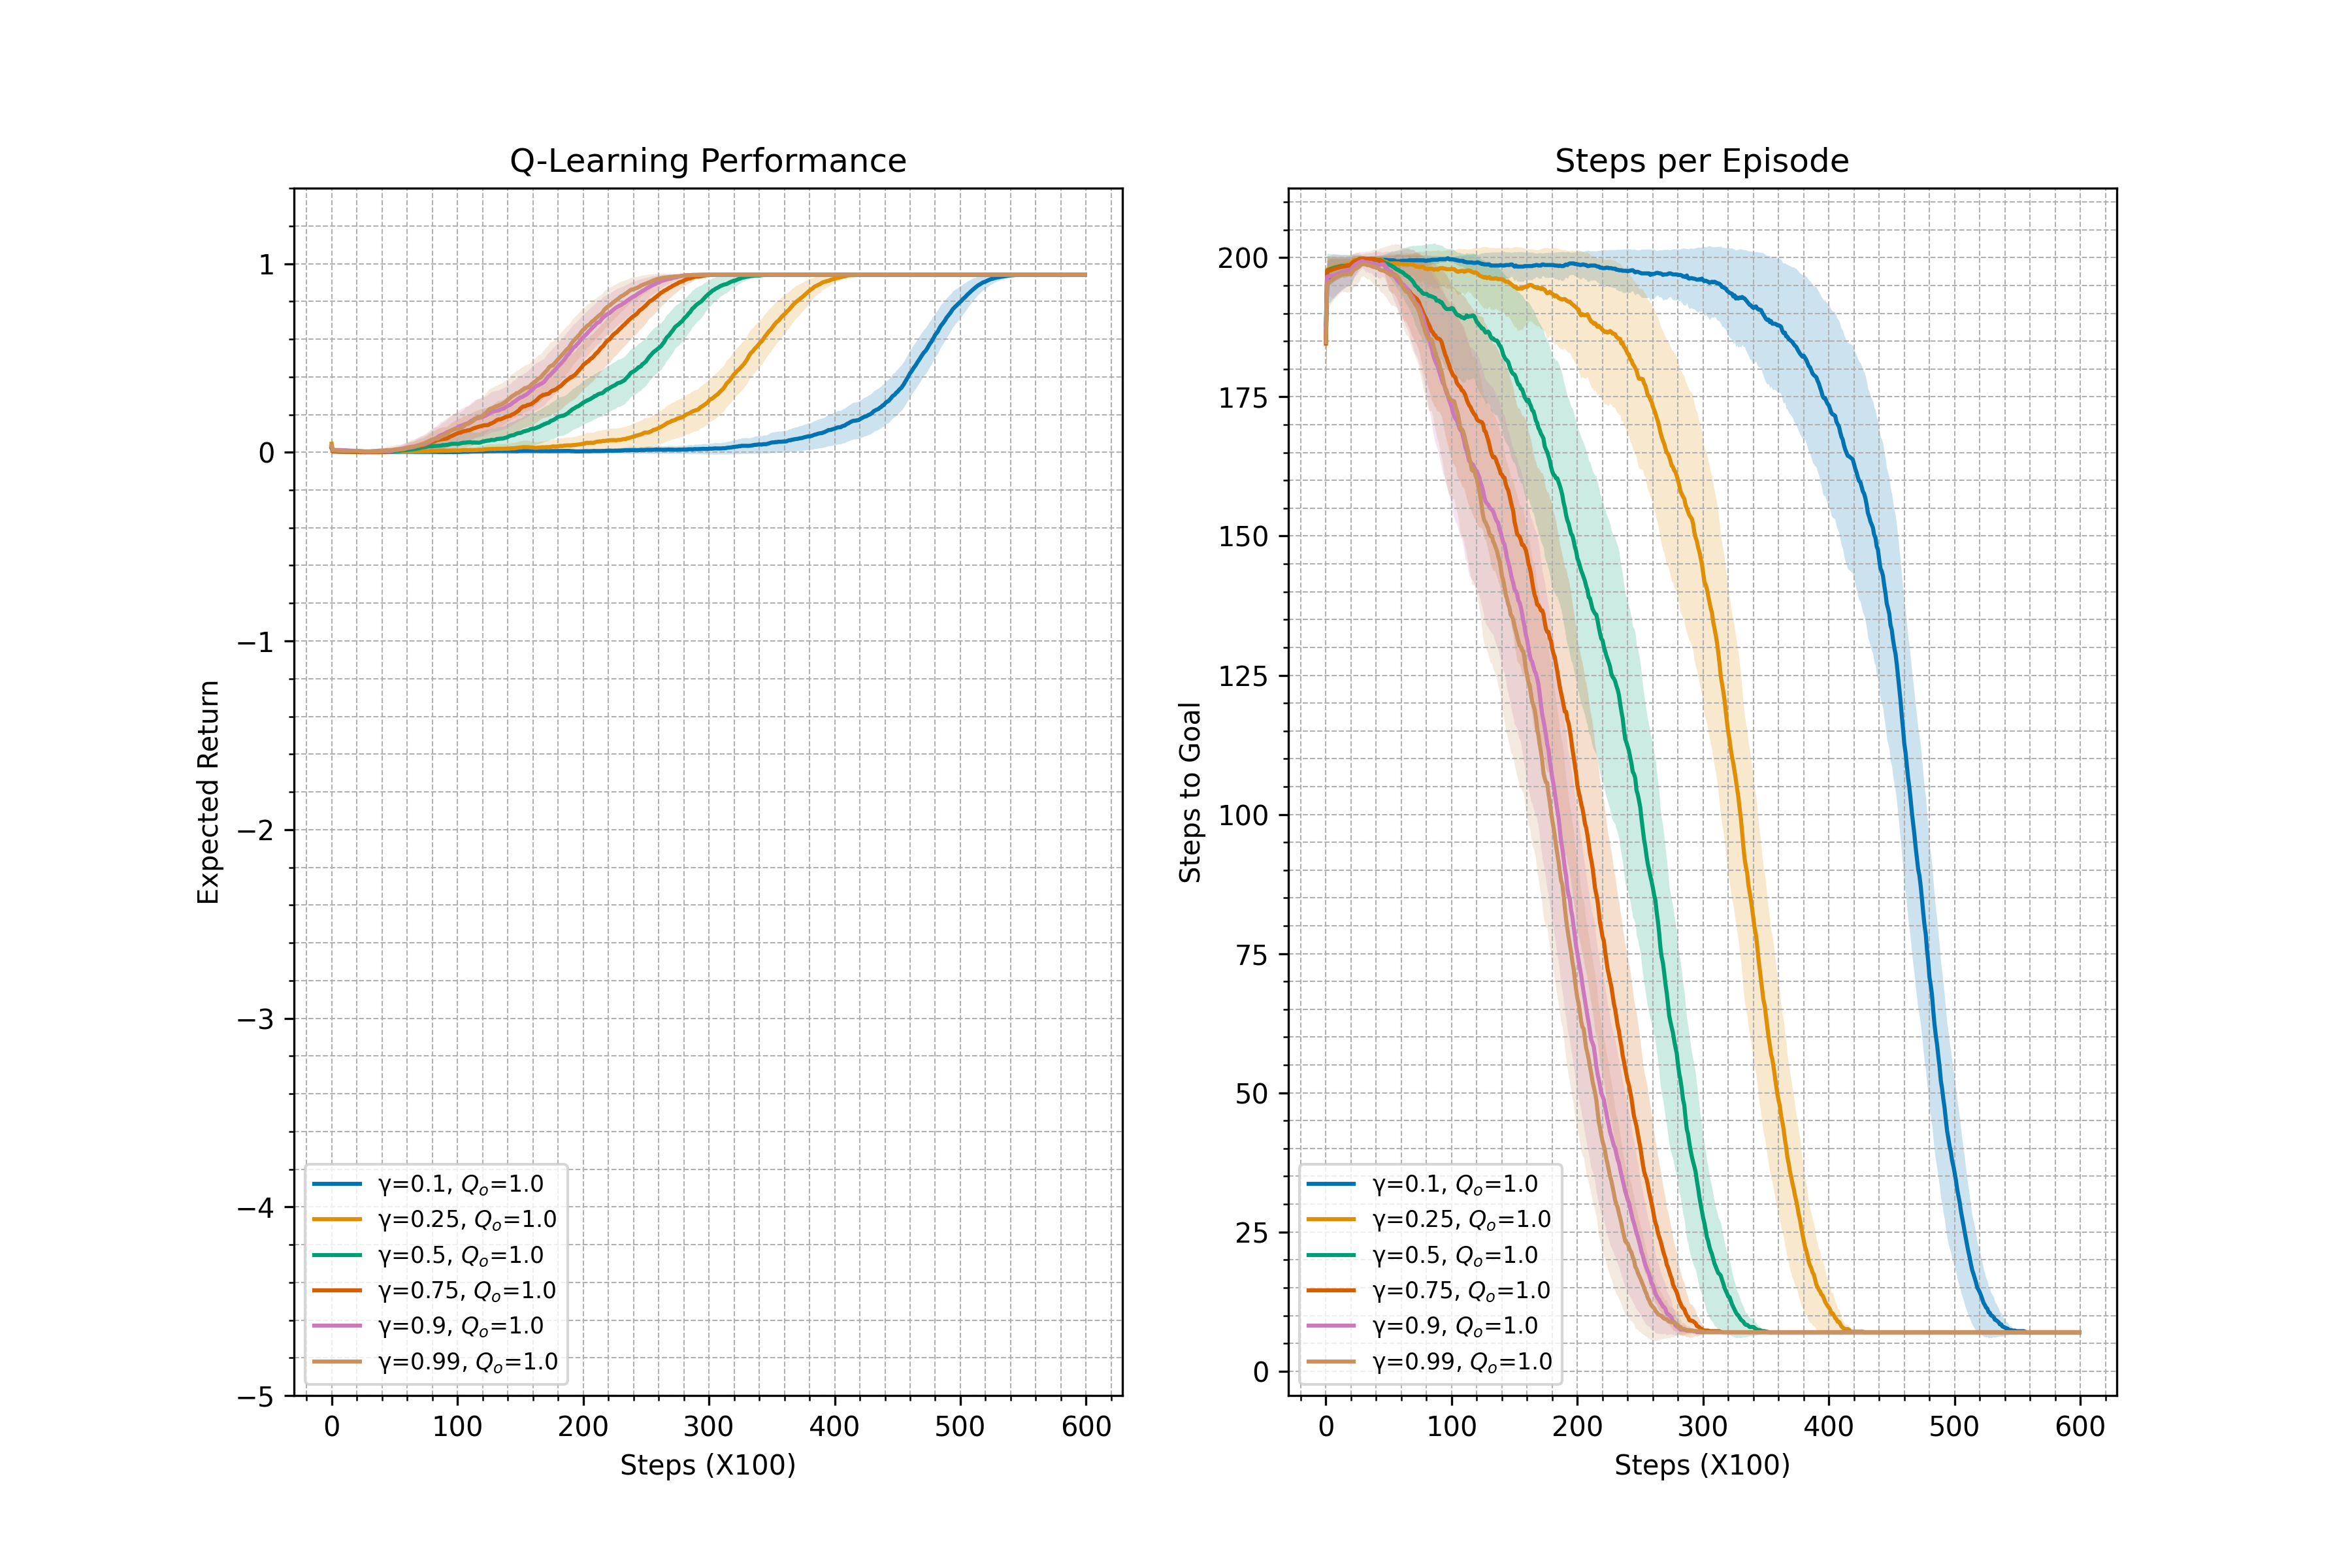 Q-Learning Performance
Expected Return
1
0
−1
−2
−3
−4
−5
γ=0.1, Qₒ=1.0
γ=0.25, Qₒ=1.0
γ=0.5, Qₒ=1.0
γ=0.75, Qₒ=1.0
γ=0.9, Qₒ=1.0
γ=0.99, Qₒ=1.0
0 100 200 300 400 500 600
Steps (X100)
Steps per Episode
Steps to Goal
200
175
150
125
100
75
50
25
0
γ=0.1, Qₒ=1.0
γ=0.25, Qₒ=1.0
γ=0.5, Qₒ=1.0
γ=0.75, Qₒ=1.0
γ=0.9, Qₒ=1.0
γ=0.99, Qₒ=1.0
0 100 200 300 400 500 600
Steps (X100)